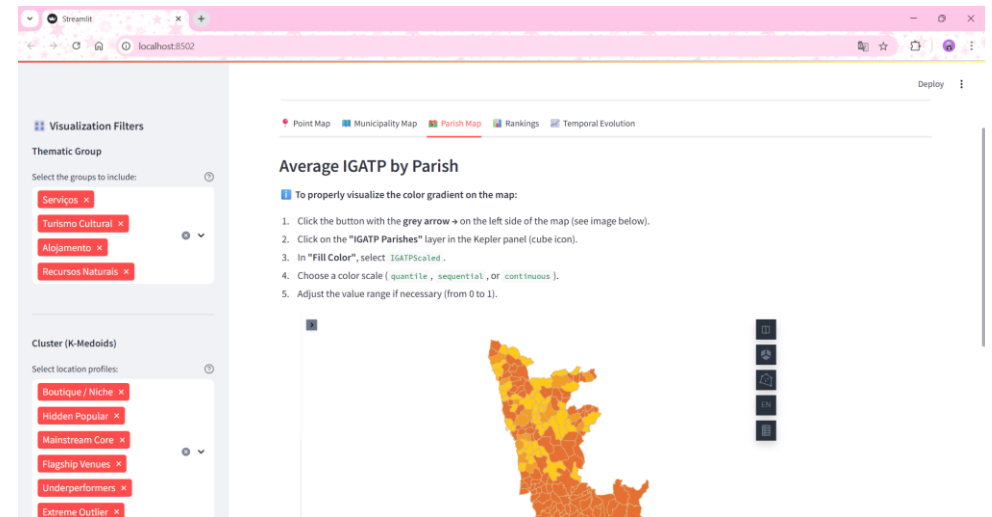 Streamlit
localhost:8502
Deploy
Visualization Filters
Thematic Group
Select the groups to include:
Serviços ×
Turismo Cultural ×
Alojamento ×
Recursos Naturais ×
Cluster (K-Medoids)
Select location profiles:
Boutique / Niche ×
Hidden Popular ×
Mainstream Core ×
Flagship Venues ×
Underperformers ×
Extreme Outlier ×
Point Map Municipality Map Parish Map Rankings Temporal Evolution
Average IGATP by Parish
To properly visualize the color gradient on the map:
1. Click the button with the grey arrow → on the left side of the map (see image below).
2. Click on the "IGATP Parishes" layer in the Kepler panel (cube icon).
3. In "Fill Color", select IGATPScaled.
4. Choose a color scale (quantile, sequential, or continuous).
5. Adjust the value range if necessary (from 0 to 1).
EN